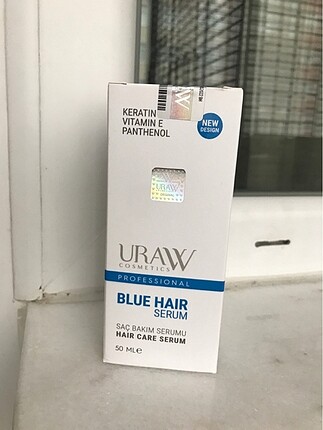 KERATIN
VITAMIN E
PANTHENOL
NEW
DESIGN
URAW
URAW
COSMETICS
PROFESSIONAL
BLUE HAIR
SERUM
SAÇ BAKIM SERUMU
HAIR CARE SERUM
50 ML℮